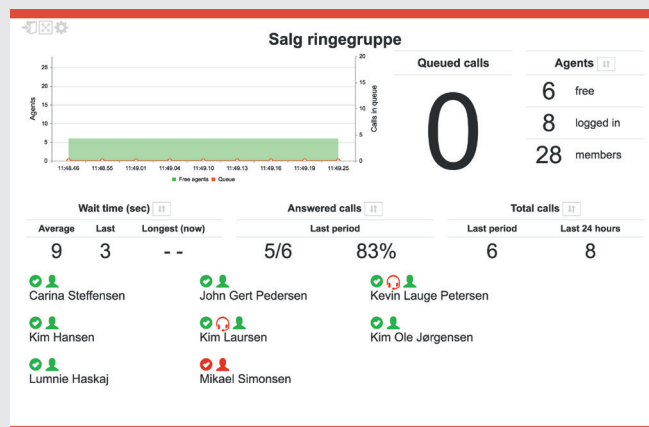 Salg ringegruppe
Agents
25
20
15
10
5
0
20
15
10
5
0
Calls in queue
11:48.46 11:48.55 11:49.01 11:49.04 11:49.10 11:49.13 11:49.16 11:49.19 11:49.25
Free agents Queue
Queued calls
0
Agents
6 free
8 logged in
28 members
Wait time (sec)
Average Last Longest (now)
9 3 - -
Answered calls
Last period
5/6 83%
Total calls
Last period Last 24 hours
6 8
Carina Steffensen
John Gert Pedersen
Kevin Lauge Petersen
Kim Hansen
Kim Laursen
Kim Ole Jørgensen
Lumnie Haskaj
Mikael Simonsen